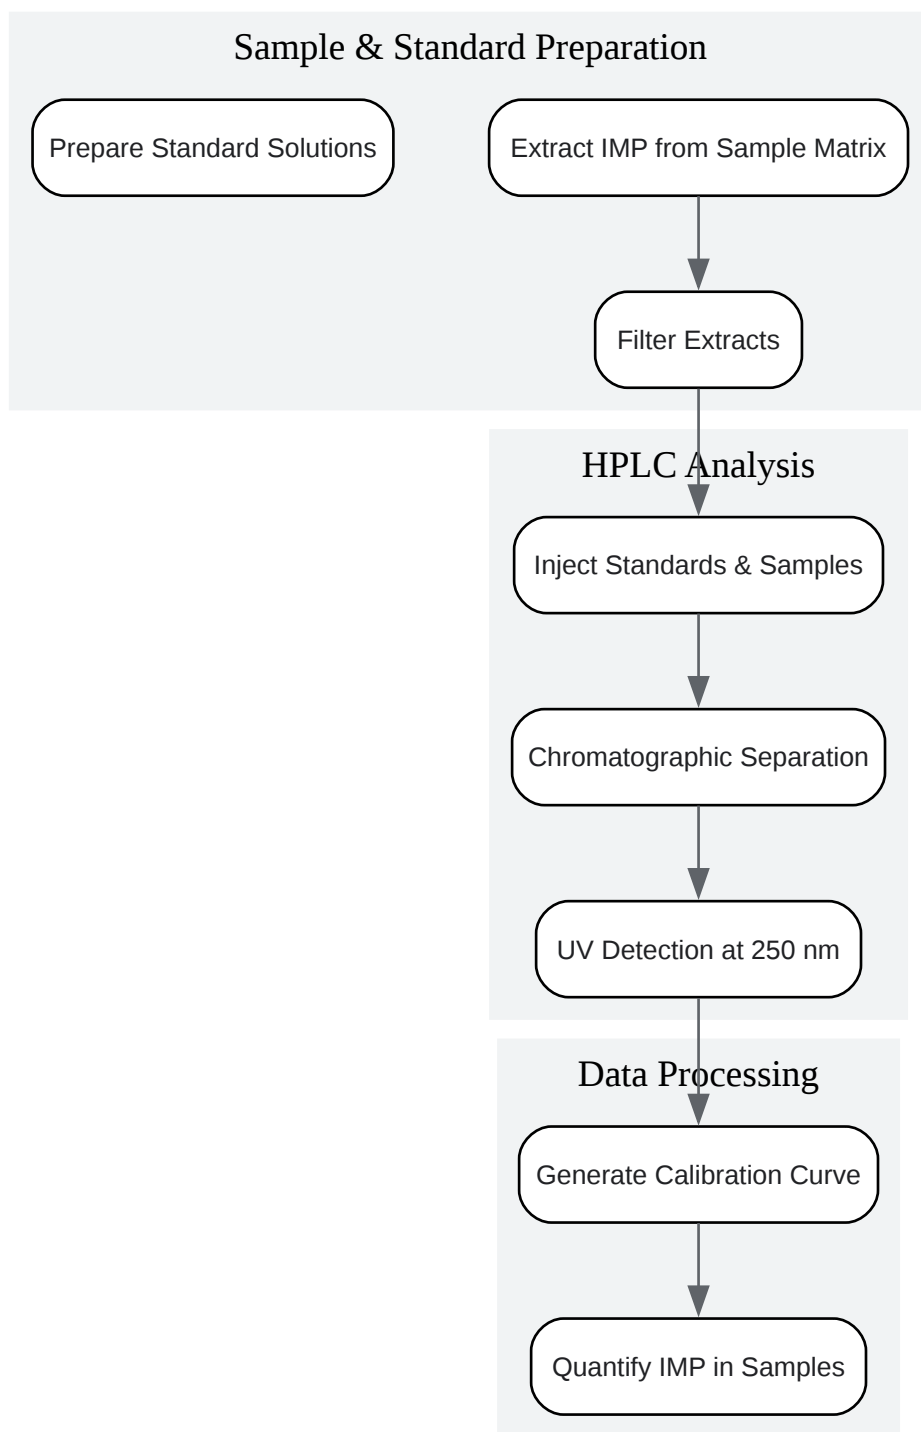 Sample & Standard Preparation
Prepare Standard Solutions
Extract IMP from Sample Matrix
Filter Extracts
HPLC Analysis
Inject Standards & Samples
Chromatographic Separation
UV Detection at 250 nm
Data Processing
Generate Calibration Curve
Quantify IMP in Samples